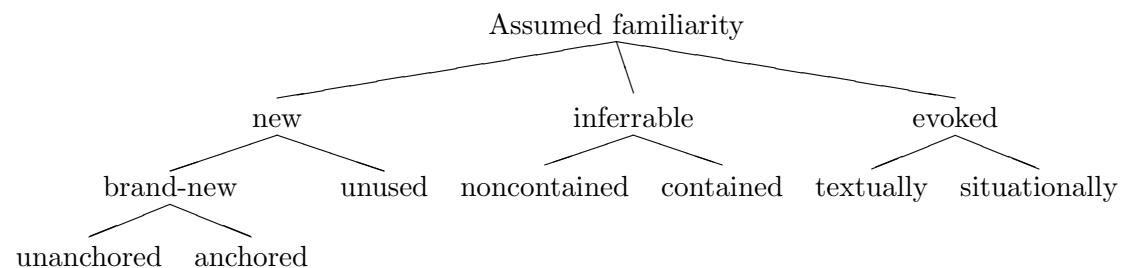 Assumed familiarity
new inferrable evoked
brand-new unused noncontained contained textually situationally
unanchored anchored